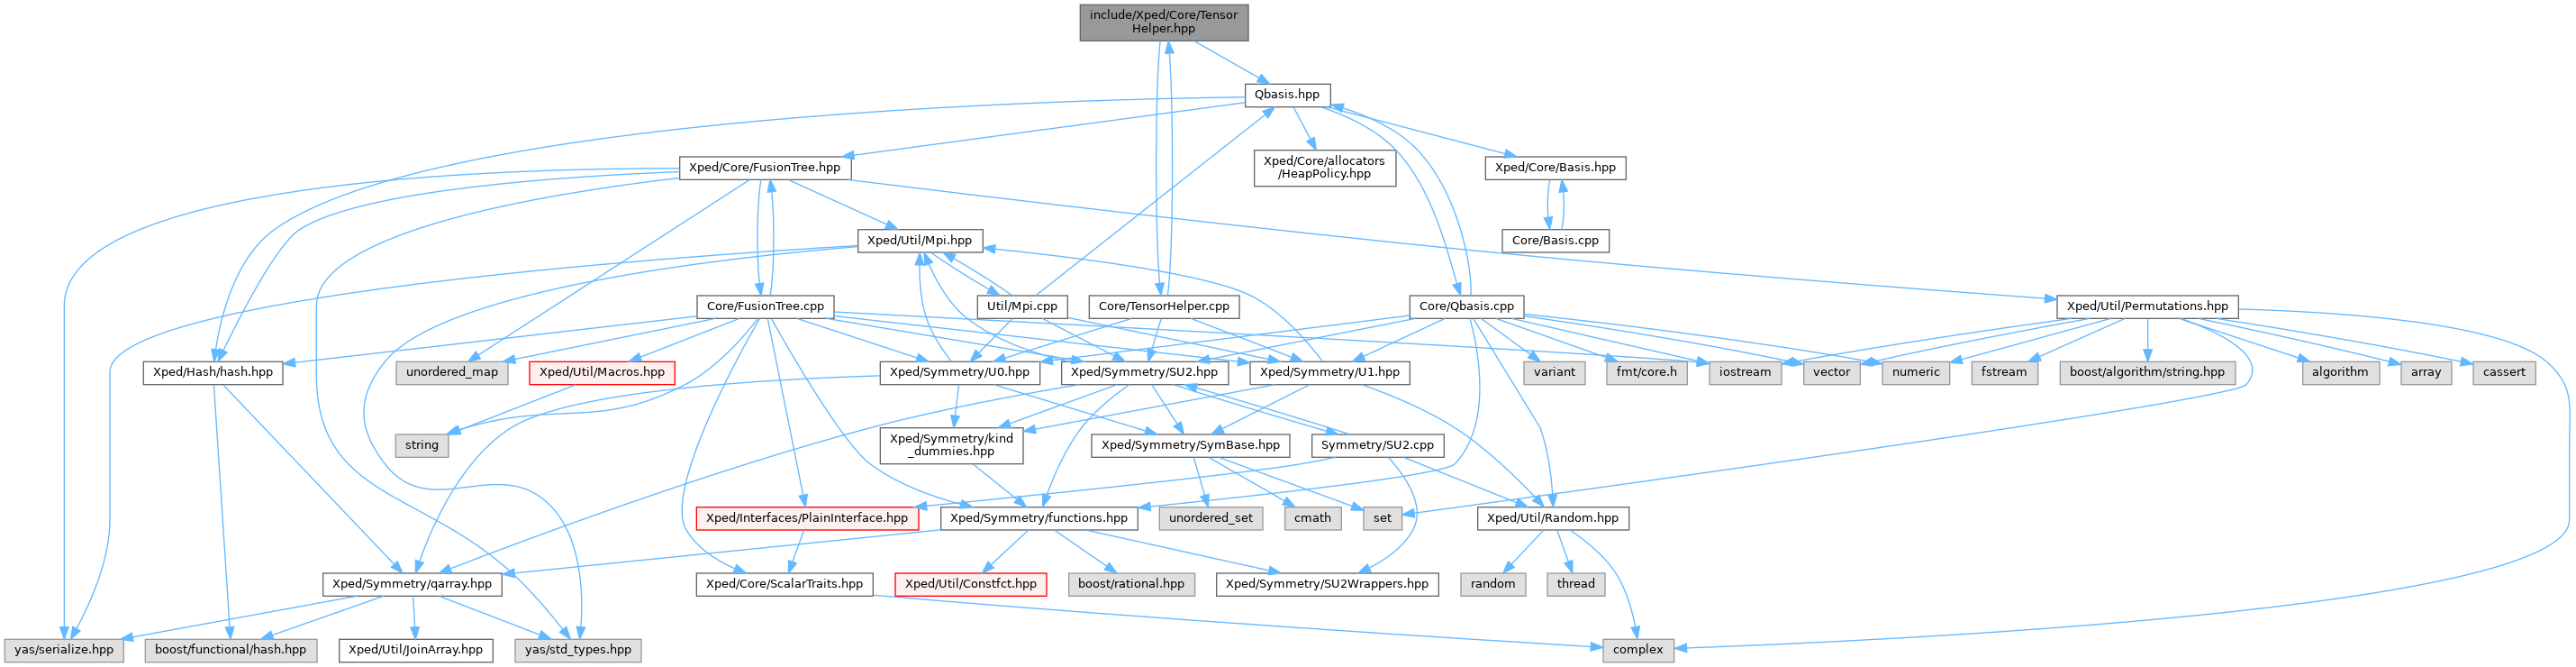 include/Xped/Core/Tensor
Helper.hpp
Qbasis.hpp
Xped/Core/FusionTree.hpp
Xped/Core/allocators
/HeapPolicy.hpp
Xped/Core/Basis.hpp
Xped/Util/Mpi.hpp
Core/Basis.cpp
Core/FusionTree.cpp
Util/Mpi.cpp
Core/TensorHelper.cpp
Core/Qbasis.cpp
Xped/Util/Permutations.hpp
Xped/Hash/hash.hpp
unordered_map
Xped/Util/Macros.hpp
Xped/Symmetry/U0.hpp
Xped/Symmetry/SU2.hpp
Xped/Symmetry/U1.hpp
variant
fmt/core.h
iostream
vector
numeric
fstream
boost/algorithm/string.hpp
algorithm
array
cassert
string
Xped/Symmetry/kind
_dummies.hpp
Xped/Symmetry/SymBase.hpp
Symmetry/SU2.cpp
Xped/Interfaces/PlainInterface.hpp
Xped/Symmetry/functions.hpp
unordered_set
cmath
set
Xped/Util/Random.hpp
Xped/Symmetry/qarray.hpp
Xped/Core/ScalarTraits.hpp
Xped/Util/Constfct.hpp
boost/rational.hpp
Xped/Symmetry/SU2Wrappers.hpp
random
thread
yas/serialize.hpp
boost/functional/hash.hpp
Xped/Util/JoinArray.hpp
yas/std_types.hpp
complex